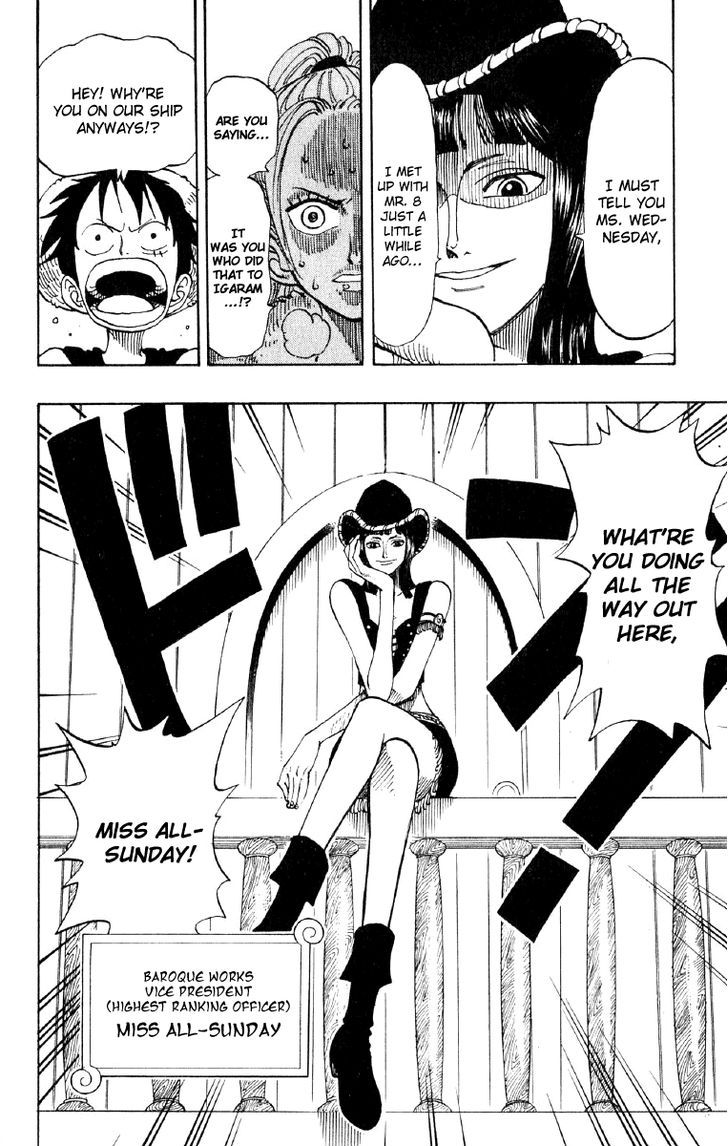 I MUST
TELL YOU
MS. WED-
NESDAY,
I MET
UP WITH
MR. 8
JUST A
LITTLE
WHILE
AGO...
ARE YOU
SAYING...
IT
WAS YOU
WHO DID
THAT TO
IGARAM
...!?
HEY! WHY'RE
YOU ON OUR
SHIP
ANYWAYS!?
WHAT'RE
YOU DOING
ALL THE
WAY OUT
HERE,
ドン!
MISS ALL-
SUNDAY!
BAROQUE WORKS
VICE PRESIDENT
(HIGHEST RANKING OFFICER)
MISS ALL-SUNDAY